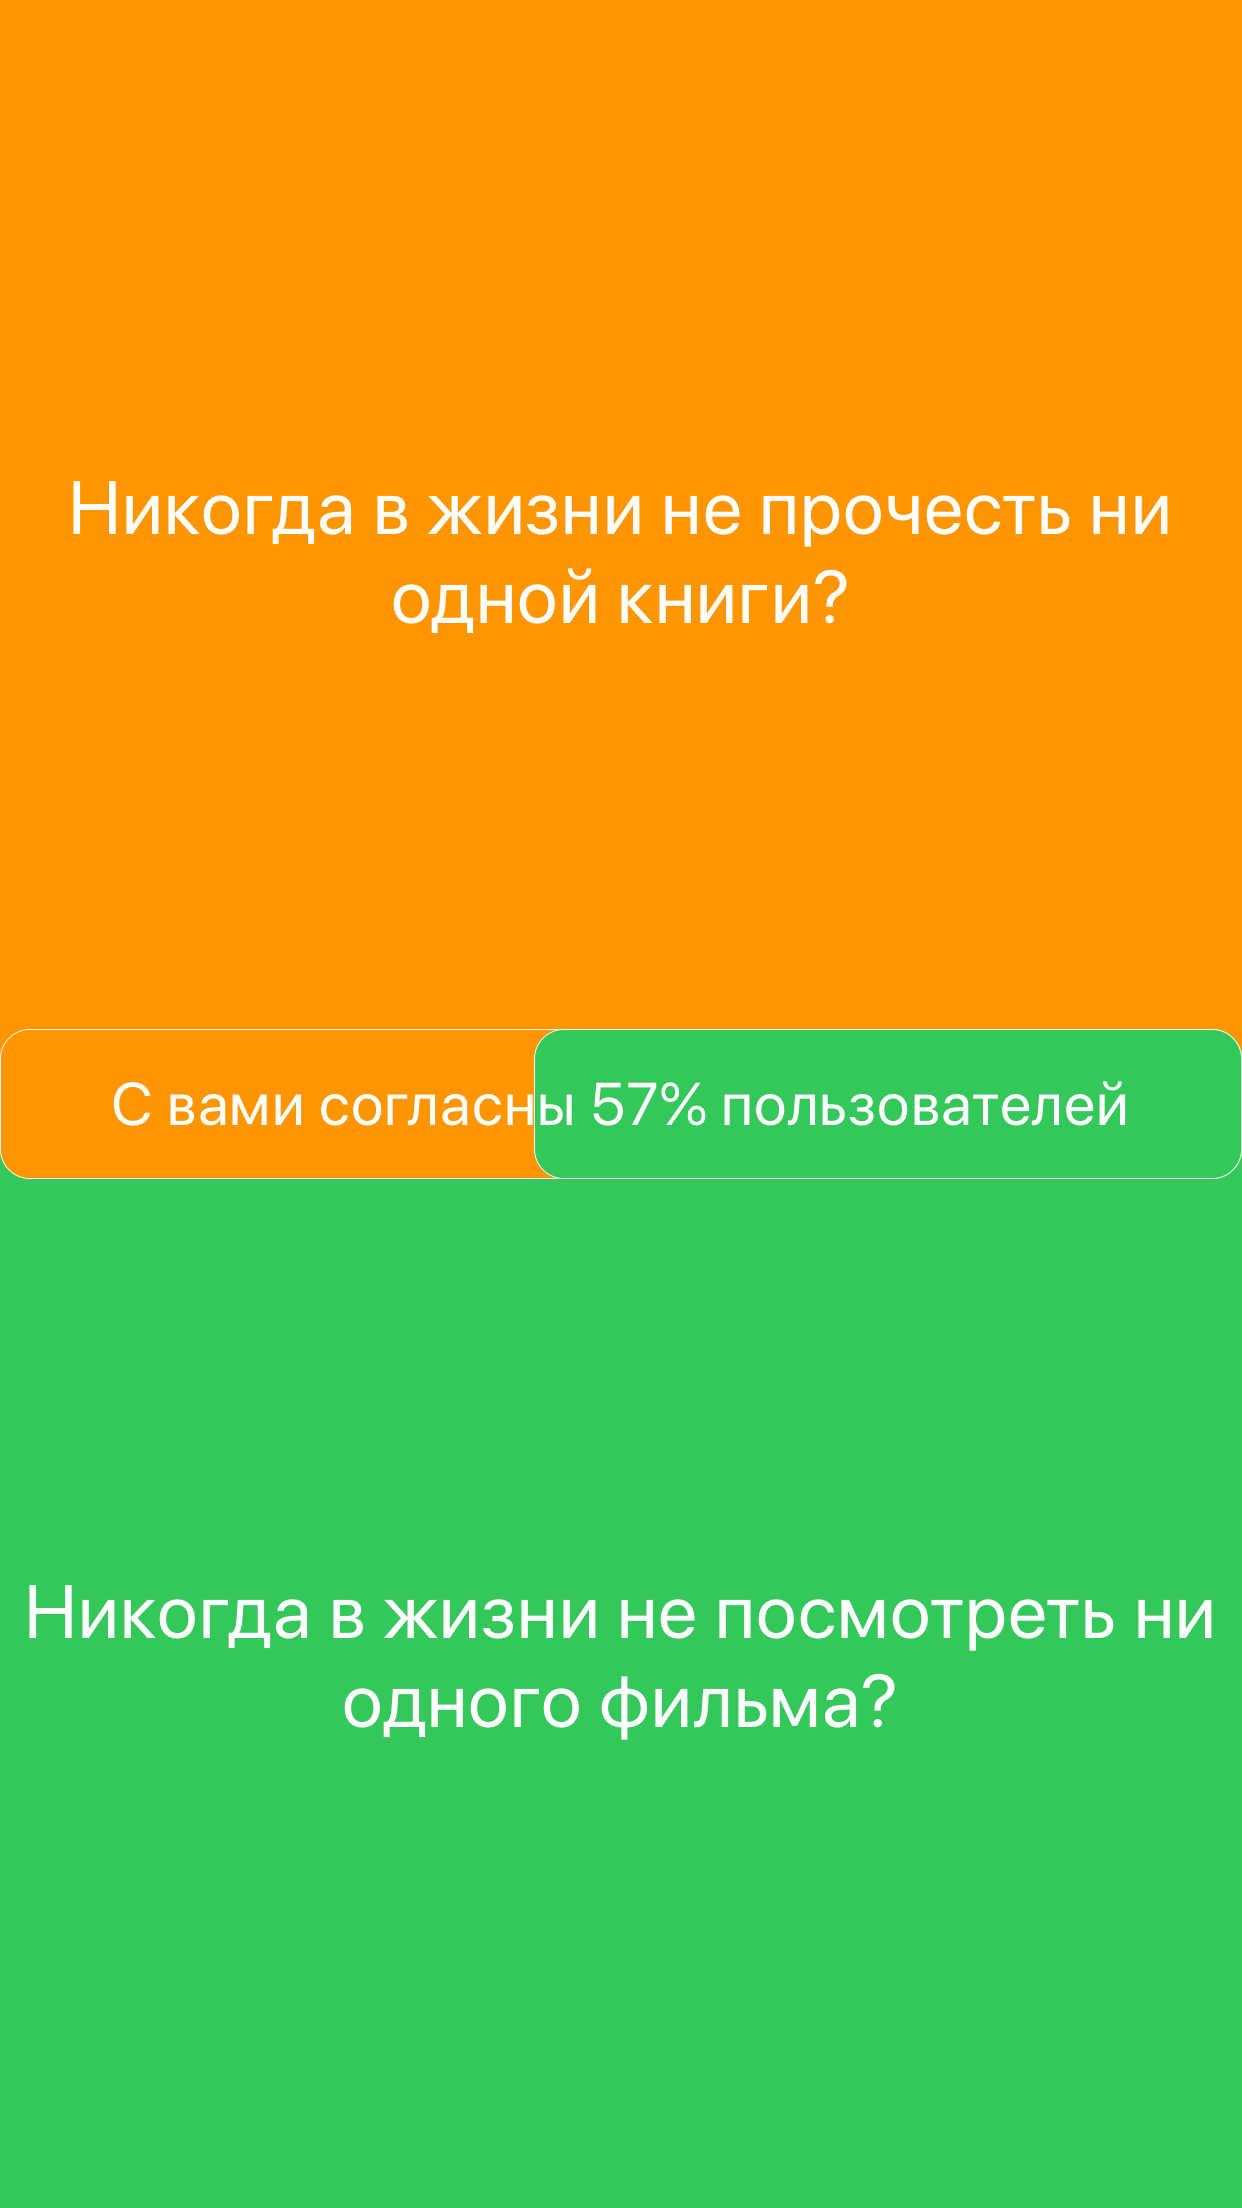 Никогда в жизни не прочесть ни
одной книги?
С вами согласны 57% пользователей
Никогда в жизни не посмотреть ни
одного фильма?